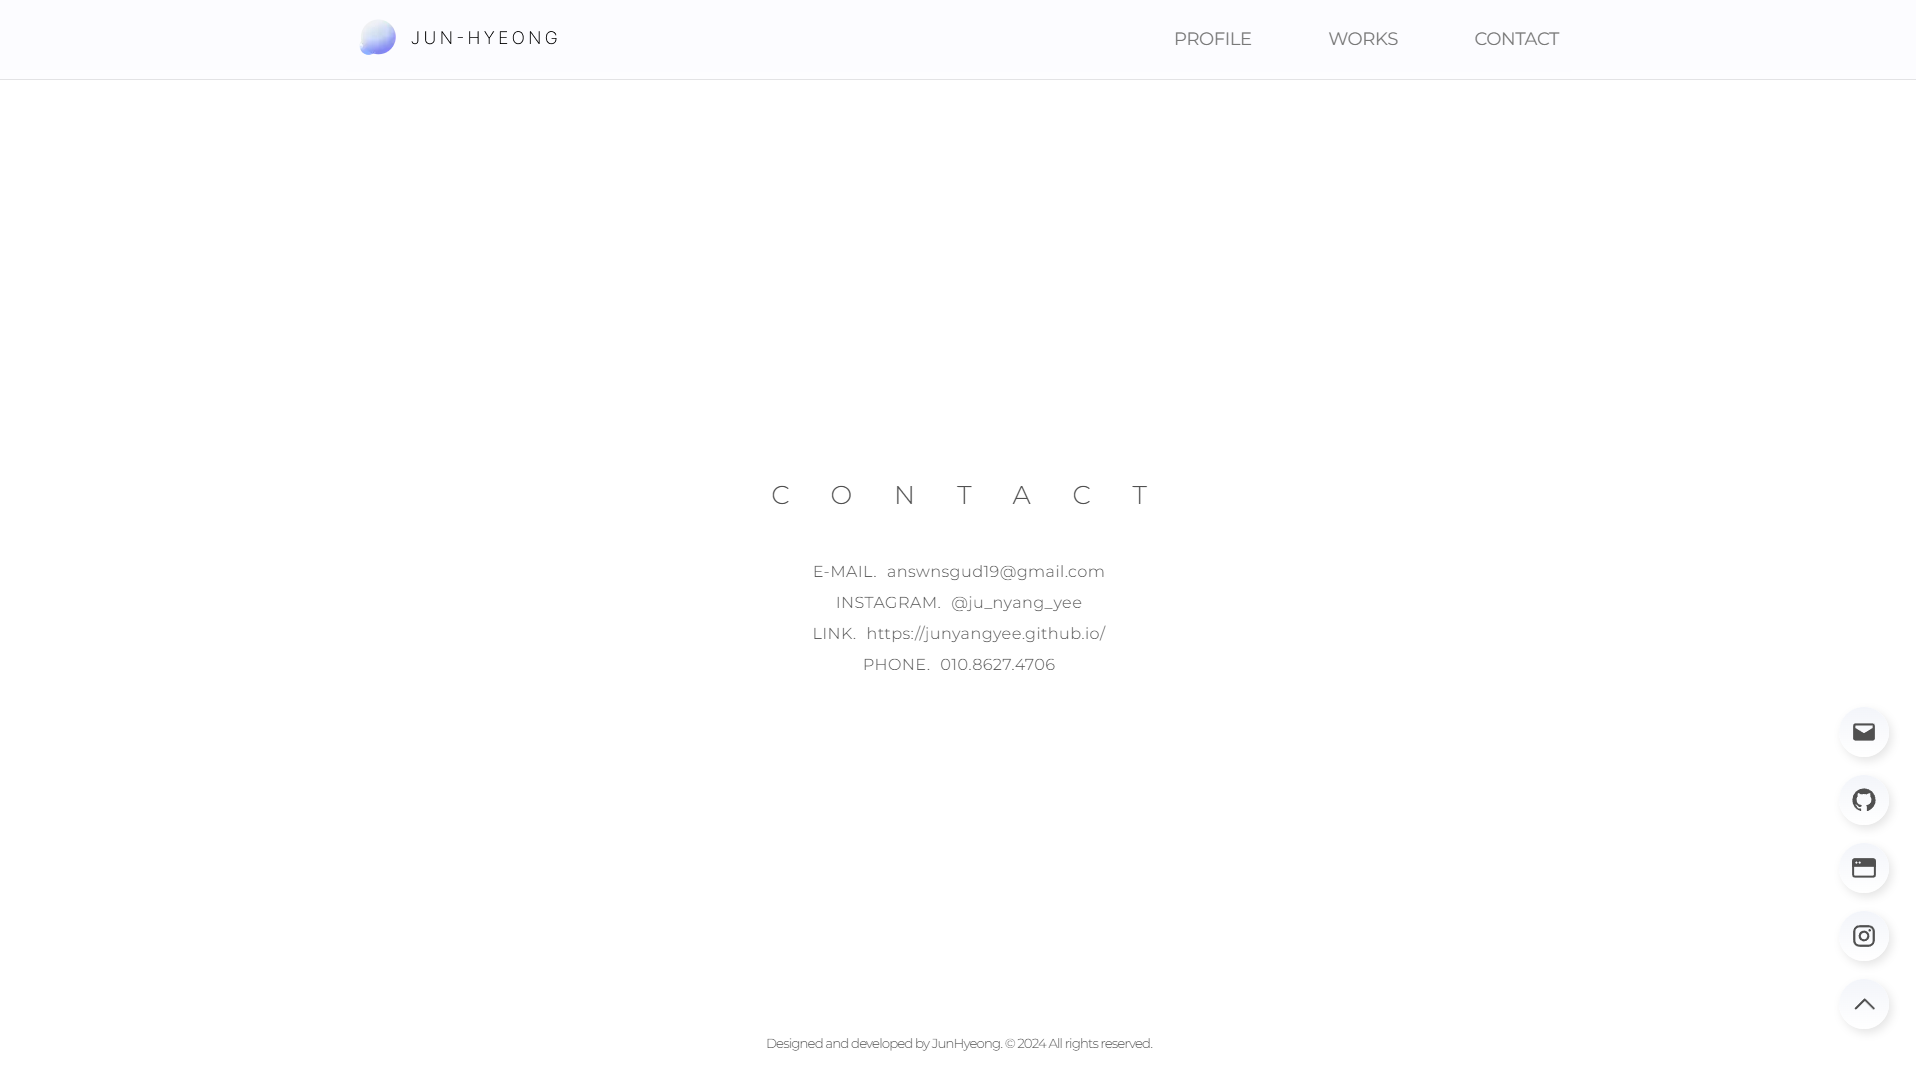 JUN-HYEONG
PROFILE WORKS CONTACT
CONTACT
E-MAIL. answnsgud19@gmail.com
INSTAGRAM. @ju_nyang_yee
LINK. https://junyangyee.github.io/
PHONE. 010.8627.4706
Designed and developed by JunHyeong. © 2024 All rights reserved.